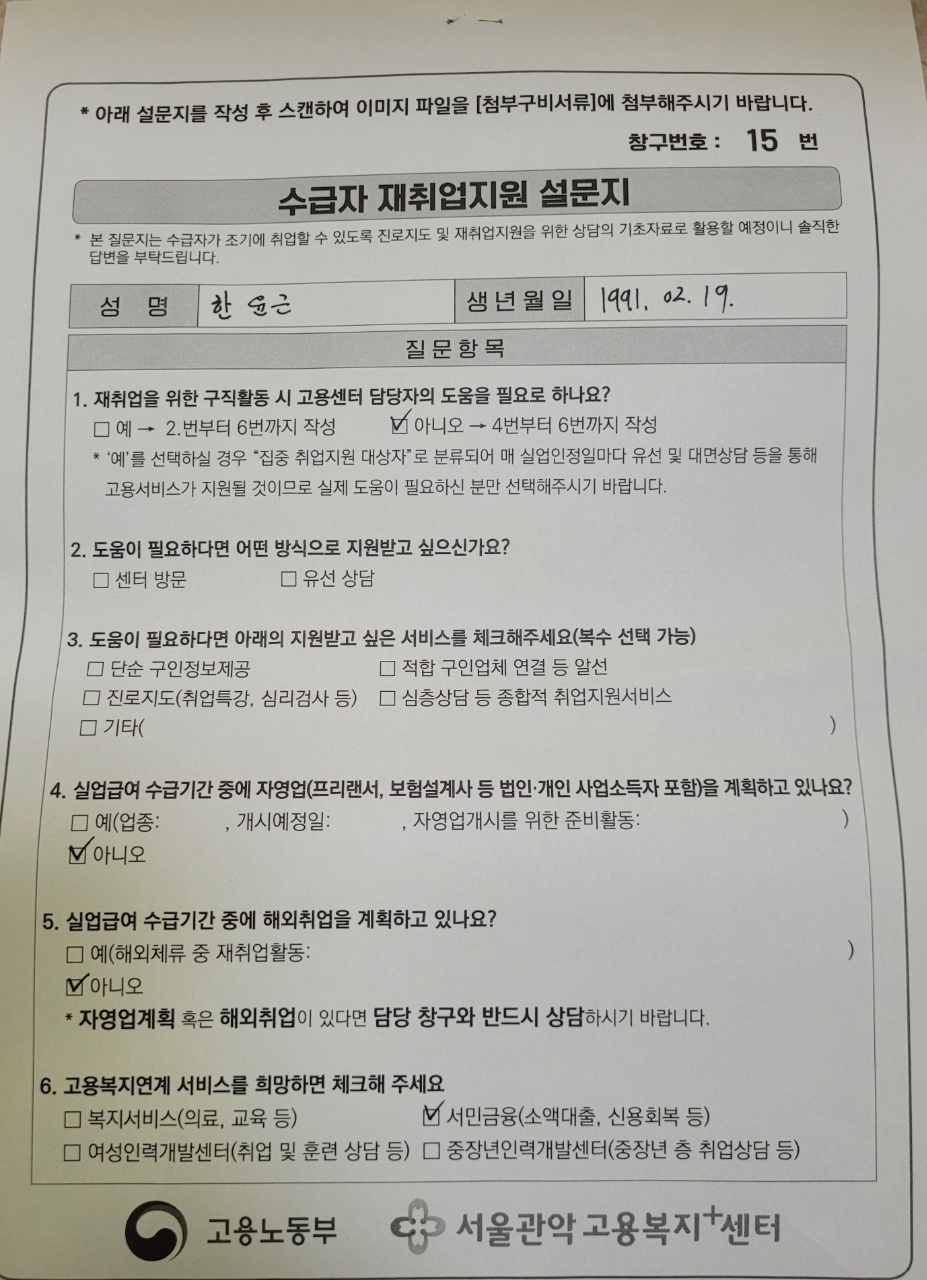 * 아래 설문지를 작성 후 스캔하여 이미지 파일을 [첨부구비서류]에 첨부해주시기 바랍니다.
창구번호 : 15 번
수급자 재취업지원 설문지
* 본 질문지는 수급자가 조기에 취업할 수 있도록 진로지도 및 재취업지원을 위한 상담의 기초자료로 활용할 예정이니 솔직한
답변을 부탁드립니다.
성 명 한윤근 생년월일 1991. 02. 19.
질문항목
1. 재취업을 위한 구직활동 시 고용센터 담당자의 도움을 필요로 하나요?
☐ 예 → 2.번부터 6번까지 작성 ☑ 아니오 → 4번부터 6번까지 작성
* ‘예’를 선택하실 경우 “집중 취업지원 대상자”로 분류되어 매 실업인정일마다 유선 및 대면상담 등을 통해
고용서비스가 지원될 것이므로 실제 도움이 필요하신 분만 선택해주시기 바랍니다.
2. 도움이 필요하다면 어떤 방식으로 지원받고 싶으신가요?
☐ 센터 방문 ☐ 유선 상담
3. 도움이 필요하다면 아래의 지원받고 싶은 서비스를 체크해주세요(복수 선택 가능)
☐ 단순 구인정보제공 ☐ 적합 구인업체 연결 등 알선
☐ 진로지도(취업특강, 심리검사 등) ☐ 심층상담 등 종합적 취업지원서비스
☐ 기타( )
4. 실업급여 수급기간 중에 자영업(프리랜서, 보험설계사 등 법인·개인 사업소득자 포함)을 계획하고 있나요?
☐ 예(업종: , 개시예정일: , 자영업개시를 위한 준비활동: )
☑ 아니오
5. 실업급여 수급기간 중에 해외취업을 계획하고 있나요?
☐ 예(해외체류 중 재취업활동: )
☑ 아니오
* 자영업계획 혹은 해외취업이 있다면 담당 창구와 반드시 상담하시기 바랍니다.
6. 고용복지연계 서비스를 희망하면 체크해 주세요
☐ 복지서비스(의료, 교육 등) ☑ 서민금융(소액대출, 신용회복 등)
☐ 여성인력개발센터(취업 및 훈련 상담 등) ☐ 중장년인력개발센터(중장년 층 취업상담 등)
고용노동부 서울관악고용복지+센터